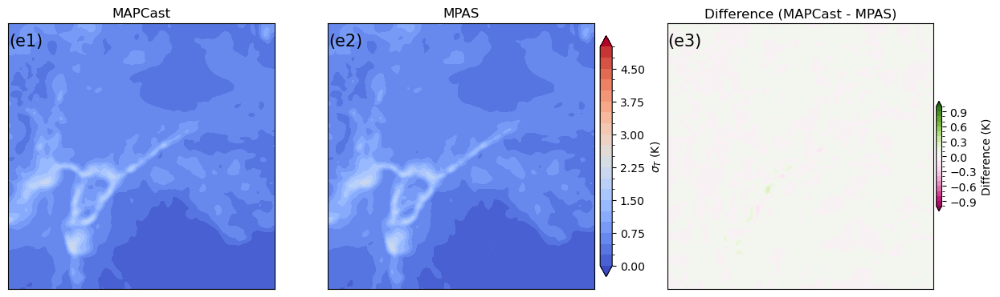 MAPCast
MPAS
Difference (MAPCast - MPAS)
(e1)
(e2)
(e3)
4.50
3.75
3.00
2.25
1.50
0.75
0.00
σT (K)
0.9
0.6
0.3
0.0
−0.3
−0.6
−0.9
Difference (K)